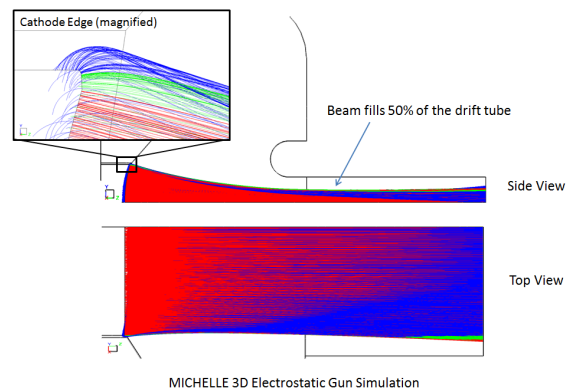 Cathode Edge (magnified)
Beam fills 50% of the drift tube
Side View
Top View
MICHELLE 3D Electrostatic Gun Simulation